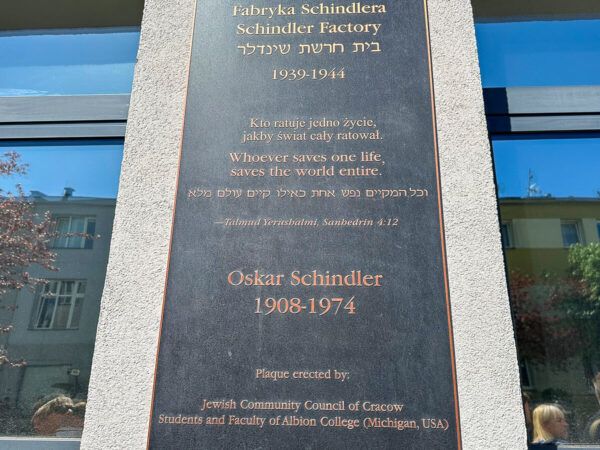 Fabryka Schindlera
Schindler Factory
בית חרשת שינדלר
1939-1944
Kto ratuje jedno życie,
jakby świat cały ratował.
Whoever saves one life,
saves the world entire.
וכל המקיים נפש אחת כאילו קיים עולם מלא
—Talmud Yerushalmi, Sanhedrin 4:12
Oskar Schindler
1908-1974
Plaque erected by:
Jewish Community Council of Cracow
Students and Faculty of Albion College (Michigan, USA)